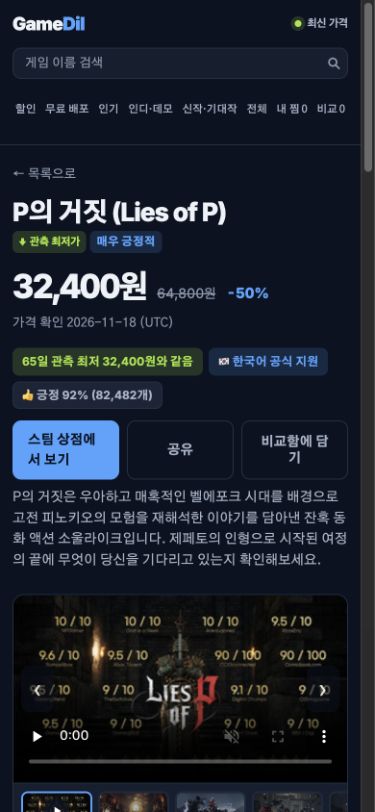 GameDil
최신 가격
게임 이름 검색
할인 무료 배포 인기 인디·데모 신작·기대작 전체 내 찜 0 비교 0
← 목록으로
P의 거짓 (Lies of P)
관측 최저가 매우 긍정적
32,400원 64,800원 -50%
가격 확인 2026-11-18 (UTC)
65일 관측 최저 32,400원와 같음 🇰🇷 한국어 공식 지원
👍 긍정 92% (82,482개)
스팀 상점에
서 보기
공유
비교함에 담
기
P의 거짓은 우아하고 매혹적인 벨에포크 시대를 배경으로
고전 피노키오의 모험을 재해석한 이야기를 담아낸 잔혹 동
화 액션 소울라이크입니다. 제페토의 인형으로 시작된 여정
의 끝에 무엇이 당신을 기다리고 있는지 확인해보세요.
10 / 10 10 / 10 10 / 10 9.5 / 10
9.6 / 10 9.5 / 10 90 / 100 90 / 100
9 / 10 9.1 / 10 9 / 10
LIES OF P
9.5 / 10 9 / 10 9 / 10
0:00